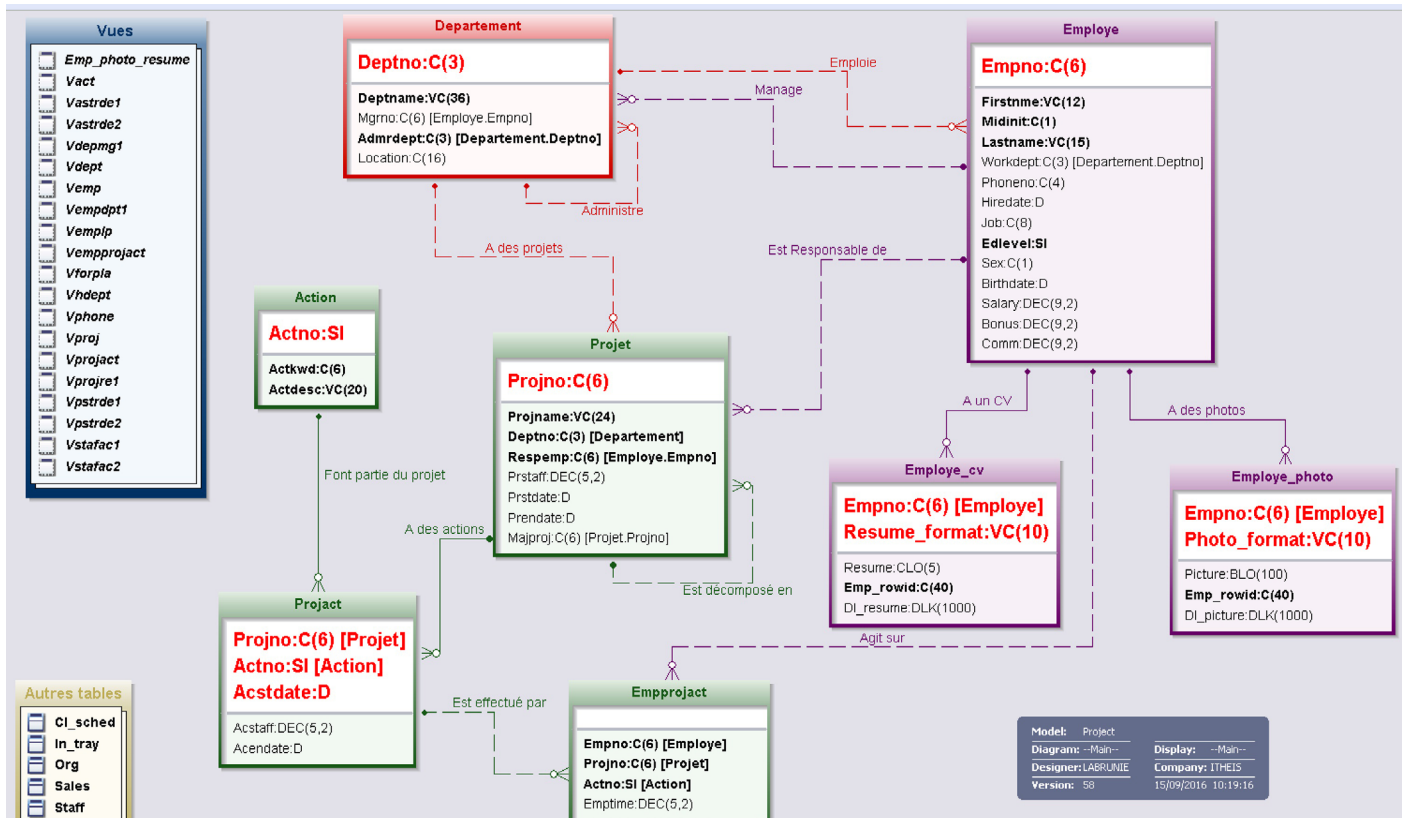 Vues
Emp_photo_resume
Vact
Vastrde1
Vastrde2
Vdepmg1
Vdept
Vemp
Vempdpt1
Vemplp
Vempprojact
Vforpla
Vhdept
Vphone
Vproj
Vprojact
Vprojre1
Vpstrde1
Vpstrde2
Vstafac1
Vstafac2
Departement
Deptno:C(3)
Deptname:VC(36)
Mgrno:C(6) [Employe.Empno]
Admrdept:C(3) [Departement.Deptno]
Location:C(16)
Emploie
Manage
Administre
A des projets
Est Responsable de
Employe
Empno:C(6)
Firstnme:VC(12)
Midinit:C(1)
Lastname:VC(15)
Workdept:C(3) [Departement.Deptno]
Phoneno:C(4)
Hiredate:D
Job:C(8)
Edlevel:SI
Sex:C(1)
Birthdate:D
Salary:DEC(9,2)
Bonus:DEC(9,2)
Comm:DEC(9,2)
Action
Actno:SI
Actkwd:C(6)
Actdesc:VC(20)
Font partie du projet
Projet
Projno:C(6)
Projname:VC(24)
Deptno:C(3) [Departement]
Respemp:C(6) [Employe.Empno]
Prstaff:DEC(5,2)
Prstdate:D
Prendate:D
Majproj:C(6) [Projet.Projno]
A des actions
Est décomposé en
A un CV
A des photos
Employe_cv
Empno:C(6) [Employe]
Resume_format:VC(10)
Resume:CLO(5)
Emp_rowid:C(40)
Dl_resume:DLK(1000)
Employe_photo
Empno:C(6) [Employe]
Photo_format:VC(10)
Picture:BLO(100)
Emp_rowid:C(40)
Dl_picture:DLK(1000)
Agit sur
Projact
Projno:C(6) [Projet]
Actno:SI [Action]
Acstdate:D
Acstaff:DEC(5,2)
Acendate:D
Est effectué par
Empprojact
Empno:C(6) [Employe]
Projno:C(6) [Projet]
Actno:SI [Action]
Emptime:DEC(5,2)
Autres tables
Cl_sched
In_tray
Org
Sales
Staff
Model: Project
Diagram: --Main-- Display: --Main--
Designer: LABRUNIE Company: ITHEIS
Version: 58 15/09/2016 10:19:16